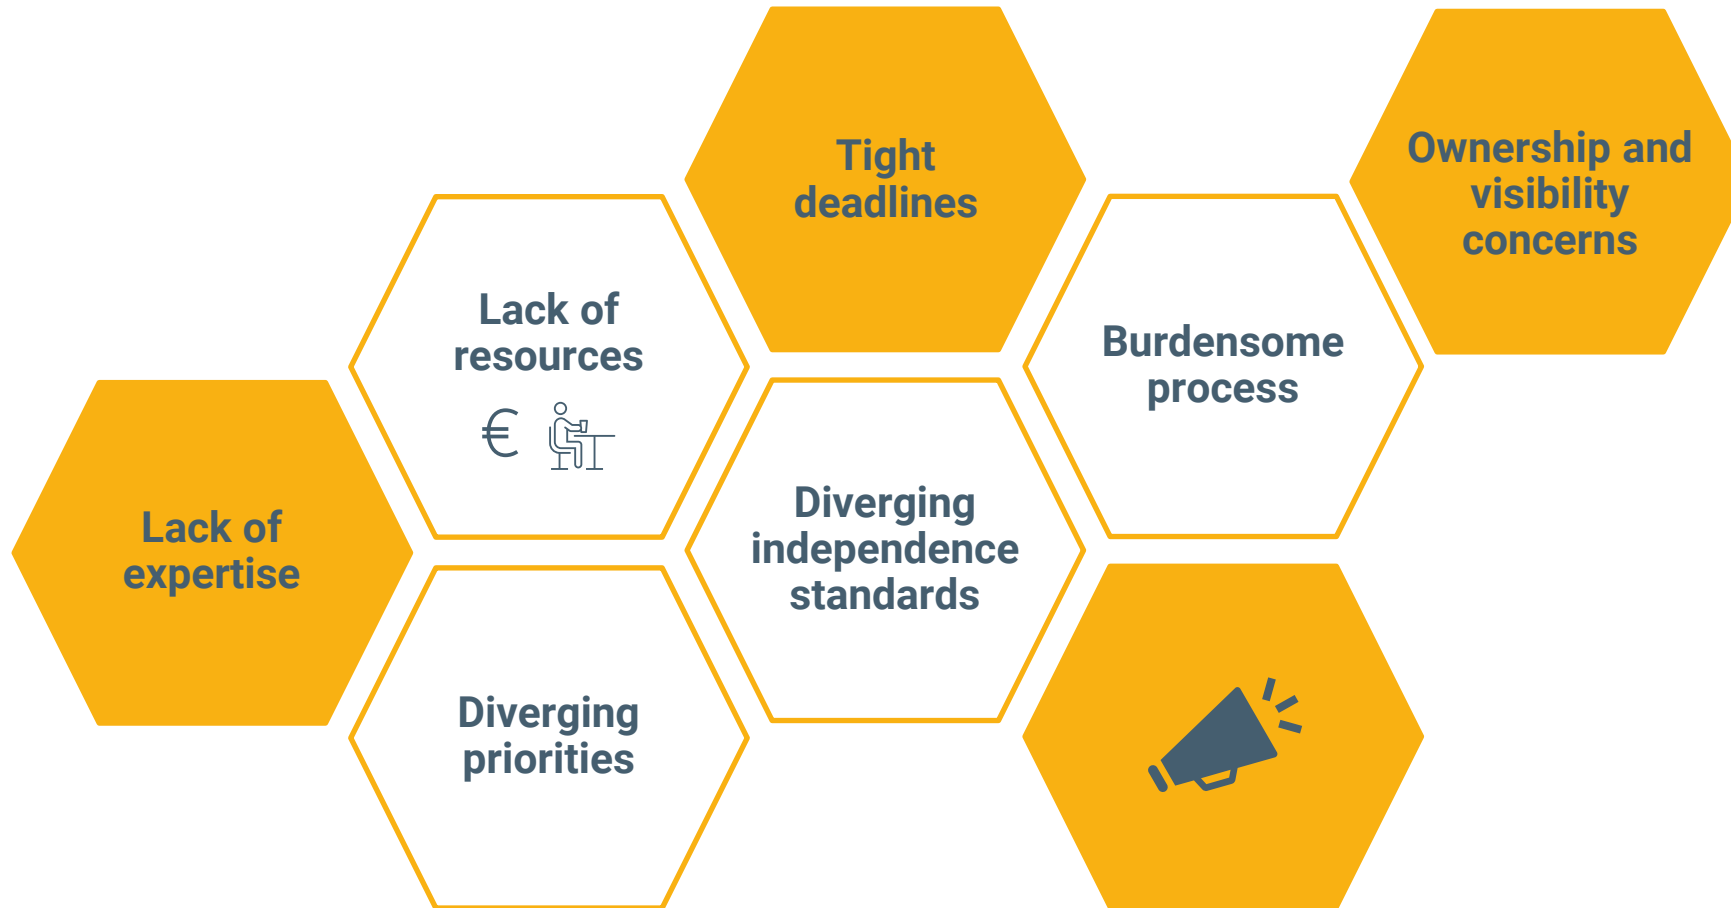 Tight
deadlines
Ownership and
visibility
concerns
Lack of
resources
€
Burdensome
process
Lack of
expertise
Diverging
independence
standards
Diverging
priorities